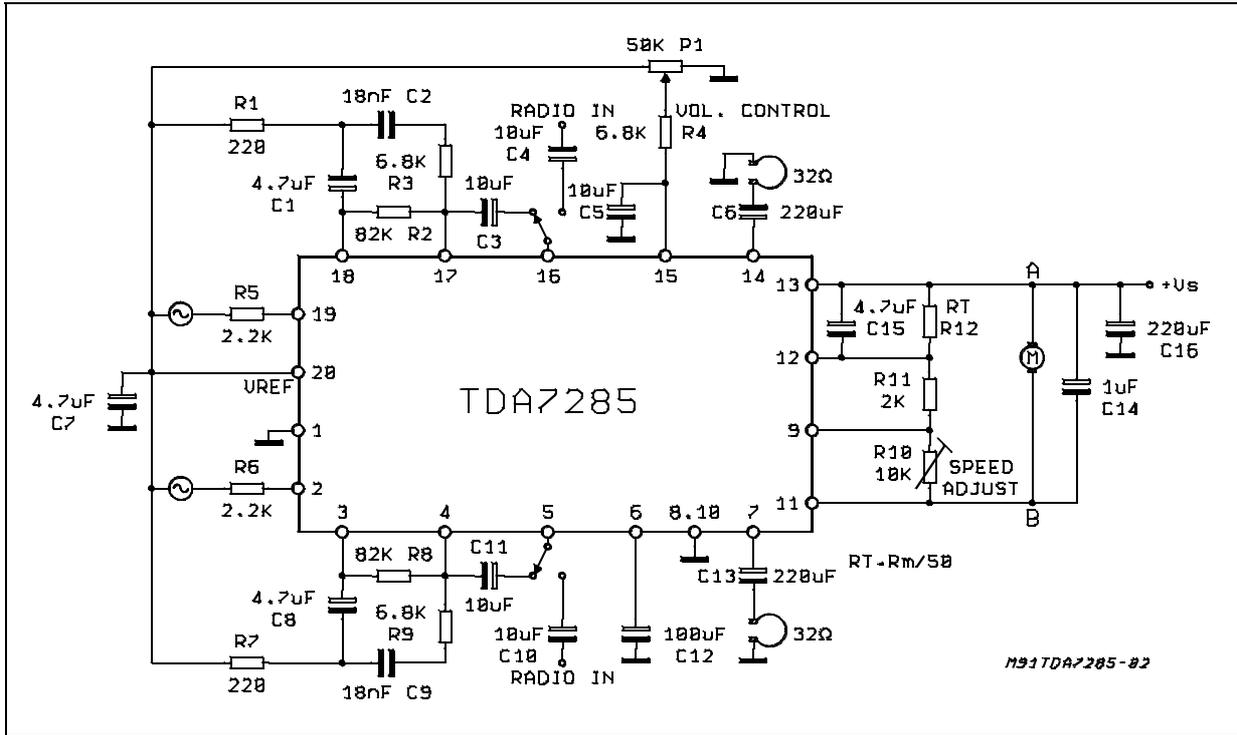 50K P1
18nF C2
R1
220
RADIO IN
VOL. CONTROL
10uF
C4
6.8K
R4
6.8K
R3
4.7uF
C1
10uF
C3
82K R2
10uF
C5
C6
32Ω
220uF
18
17
16
15
14
13
A
+Vs
R5
2.2K
19
4.7uF
C15
RT
R12
220uF
C16
12
M
20
VREF
TDA7285
R11
2K
1uF
C14
4.7uF
C7
1
9
R10
10K
SPEED
ADJUST
R6
2.2K
2
11
B
3
4
5
6
8.10
7
82K R8
C11
10uF
C13
220uF
RT=Rm/50
4.7uF
C8
6.8K
R9
10uF
C10
100uF
C12
32Ω
R7
220
18nF C9
RADIO IN
M91TDA7285-02